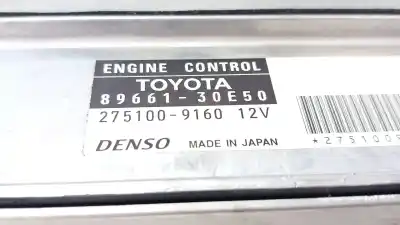 ENGINE CONTROL
TOYOTA
89661-30E50
275100-9160 12V
DENSO MADE IN JAPAN